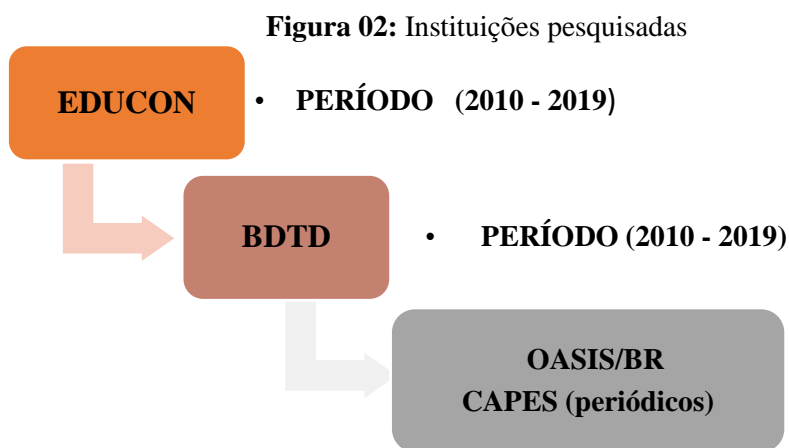 Figura 02: Instituições pesquisadas
EDUCON
• PERÍODO (2010 - 2019)
BDTD
• PERÍODO (2010 - 2019)
OASIS/BR
CAPES (periódicos)